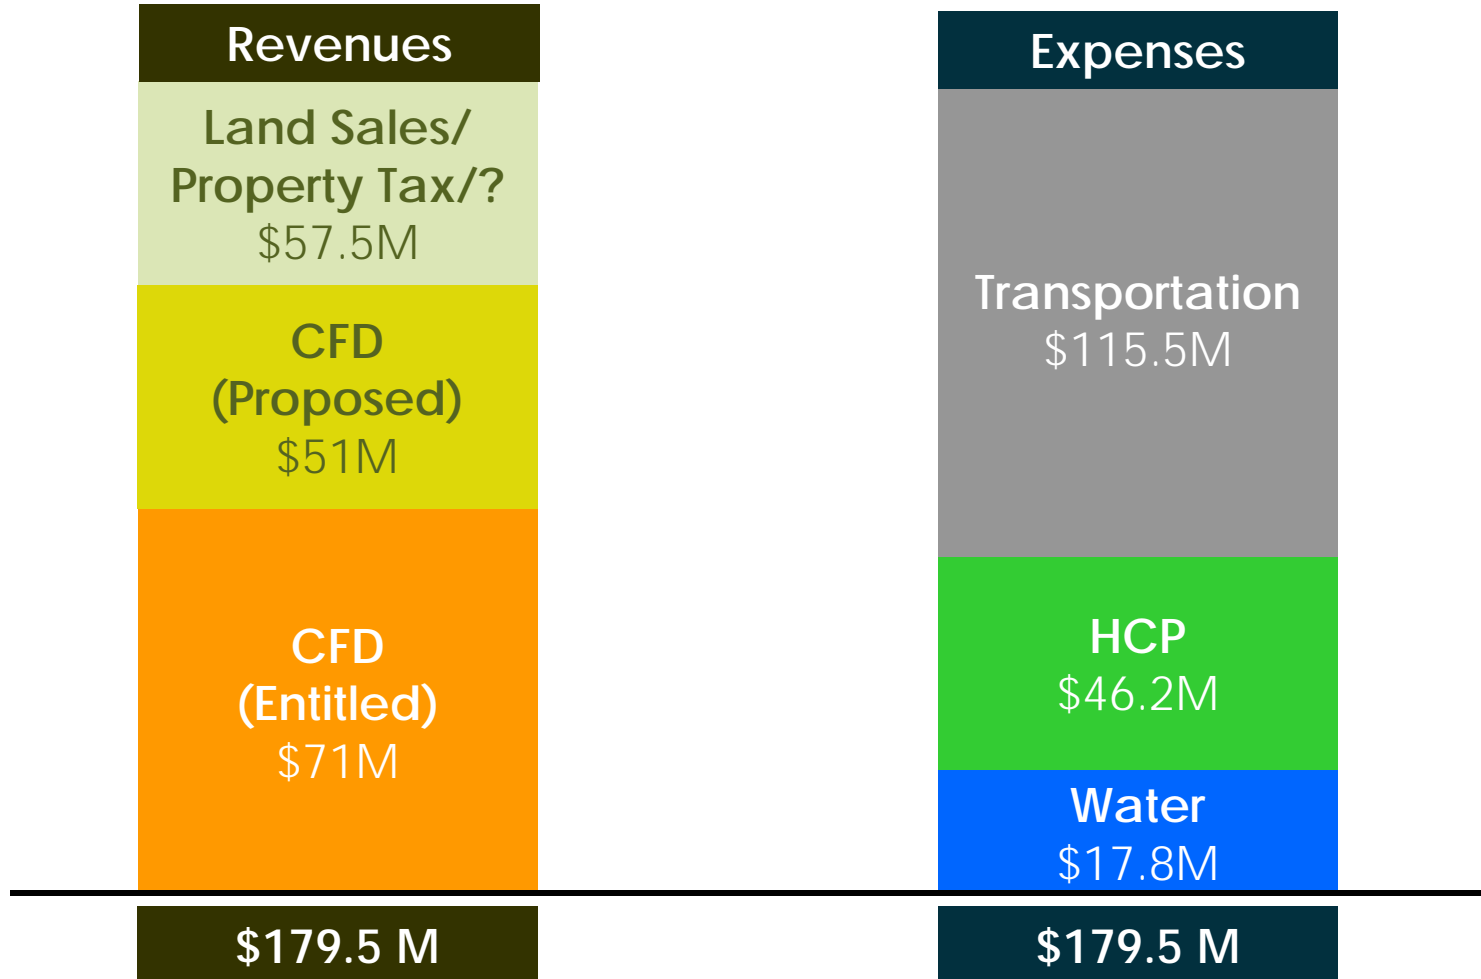 Revenues
Land Sales/
Property Tax/?
$57.5M
CFD
(Proposed)
$51M
CFD
(Entitled)
$71M
$179.5 M
Expenses
Transportation
$115.5M
HCP
$46.2M
Water
$17.8M
$179.5 M